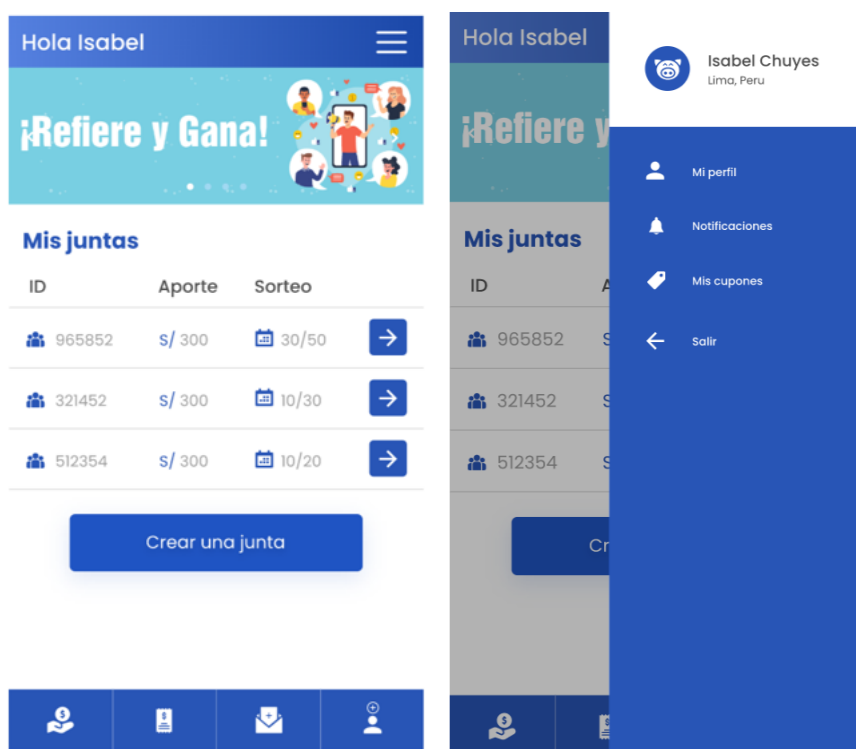 Hola Isabel
¡Refiere y Gana!
Mis juntas
ID Aporte Sorteo
965852 S/ 300 30/50
321452 S/ 300 10/30
512354 S/ 300 10/20
Crear una junta
Hola Isabel
¡Refiere y
Mis juntas
ID A
965852 S
321452 S
512354 S
Cr
Isabel Chuyes
Lima, Peru
Mi perfil
Notificaciones
Mis cupones
Salir